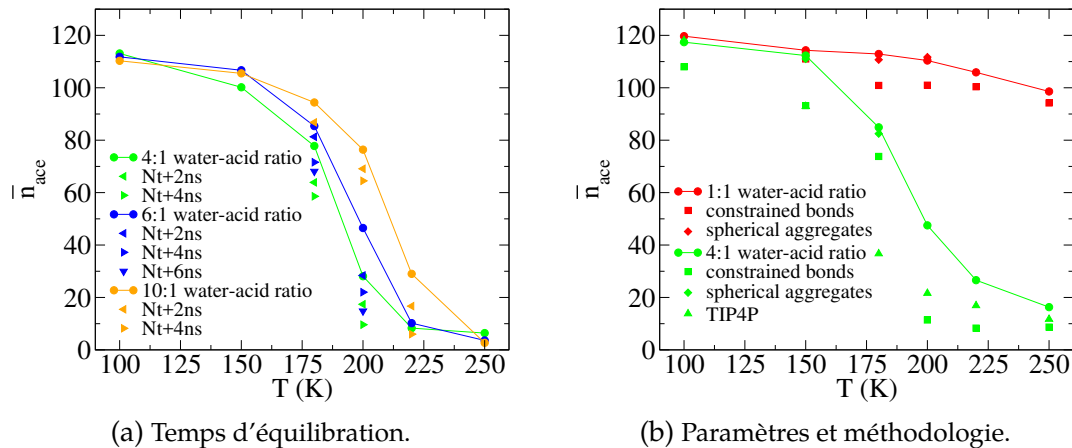 120
100
80
60
40
20
0
n̄ace
4:1 water-acid ratio
Nt+2ns
Nt+4ns
6:1 water-acid ratio
Nt+2ns
Nt+4ns
Nt+6ns
10:1 water-acid ratio
Nt+2ns
Nt+4ns
100 125 150 175 200 225 250
T (K)
(a) Temps d'équilibration.
120
100
80
60
40
20
0
n̄ace
1:1 water-acid ratio
constrained bonds
spherical aggregates
4:1 water-acid ratio
constrained bonds
spherical aggregates
TIP4P
100 125 150 175 200 225 250
T (K)
(b) Paramètres et méthodologie.